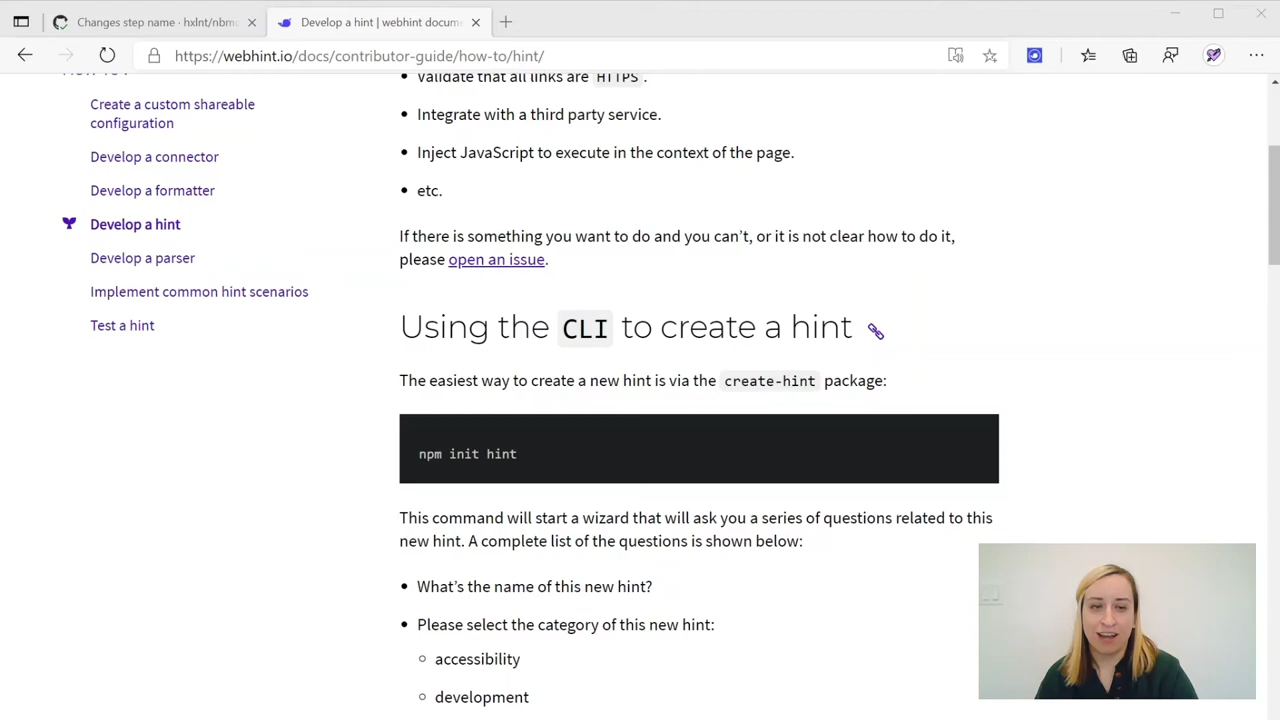 Changes step name · hxlnt/nbmc
Develop a hint | webhint docume
https://webhint.io/docs/contributor-guide/how-to/hint/
Create a custom shareable
configuration
Develop a connector
Develop a formatter
Develop a hint
Develop a parser
Implement common hint scenarios
Test a hint
• Validate that all links are HTTPS.
• Integrate with a third party service.
• Inject JavaScript to execute in the context of the page.
• etc.
If there is something you want to do and you can't, or it is not clear how to do it,
please open an issue.
Using the CLI to create a hint
The easiest way to create a new hint is via the create-hint package:
npm init hint
This command will start a wizard that will ask you a series of questions related to this
new hint. A complete list of the questions is shown below:
• What's the name of this new hint?
• Please select the category of this new hint:
○ accessibility
○ development